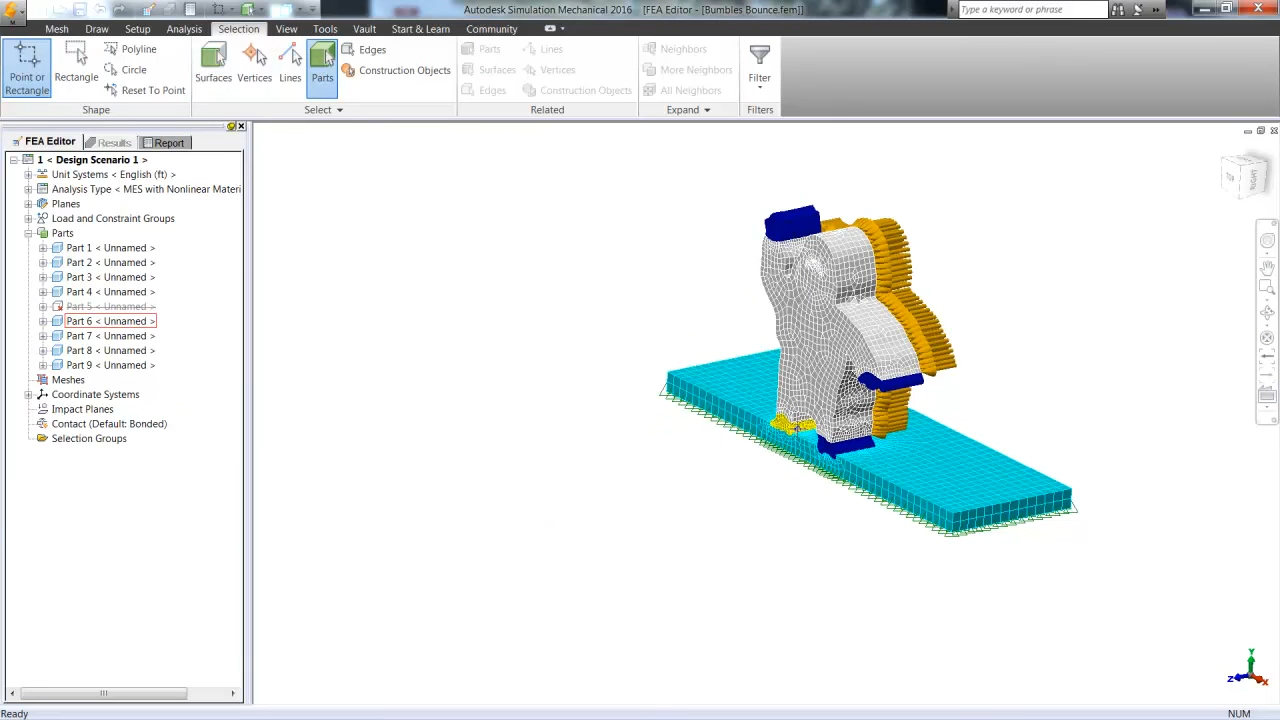 Autodesk Simulation Mechanical 2016 - [FEA Editor - [Bumbles Bounce.fem]
Type a keyword or phrase
Mesh Draw Setup Analysis Selection View Tools Vault Start & Learn Community
Point or Rectangle
Rectangle
Polyline
Circle
Reset To Point
Surfaces Vertices Lines Parts
Edges
Construction Objects
Parts
Surfaces
Edges
Lines
Vertices
Construction Objects
Neighbors
More Neighbors
All Neighbors
Filter
Shape Select Related Expand Filters
FEA Editor Results Report
1 < Design Scenario 1 >
Unit Systems < English (ft) >
Analysis Type < MES with Nonlinear Materi
Planes
Load and Constraint Groups
Parts
Part 1 < Unnamed >
Part 2 < Unnamed >
Part 3 < Unnamed >
Part 4 < Unnamed >
Part 5 < Unnamed >
Part 6 < Unnamed >
Part 7 < Unnamed >
Part 8 < Unnamed >
Part 9 < Unnamed >
Meshes
Coordinate Systems
Impact Planes
Contact (Default: Bonded)
Selection Groups
RIGHT
Y
Z X
Ready
NUM